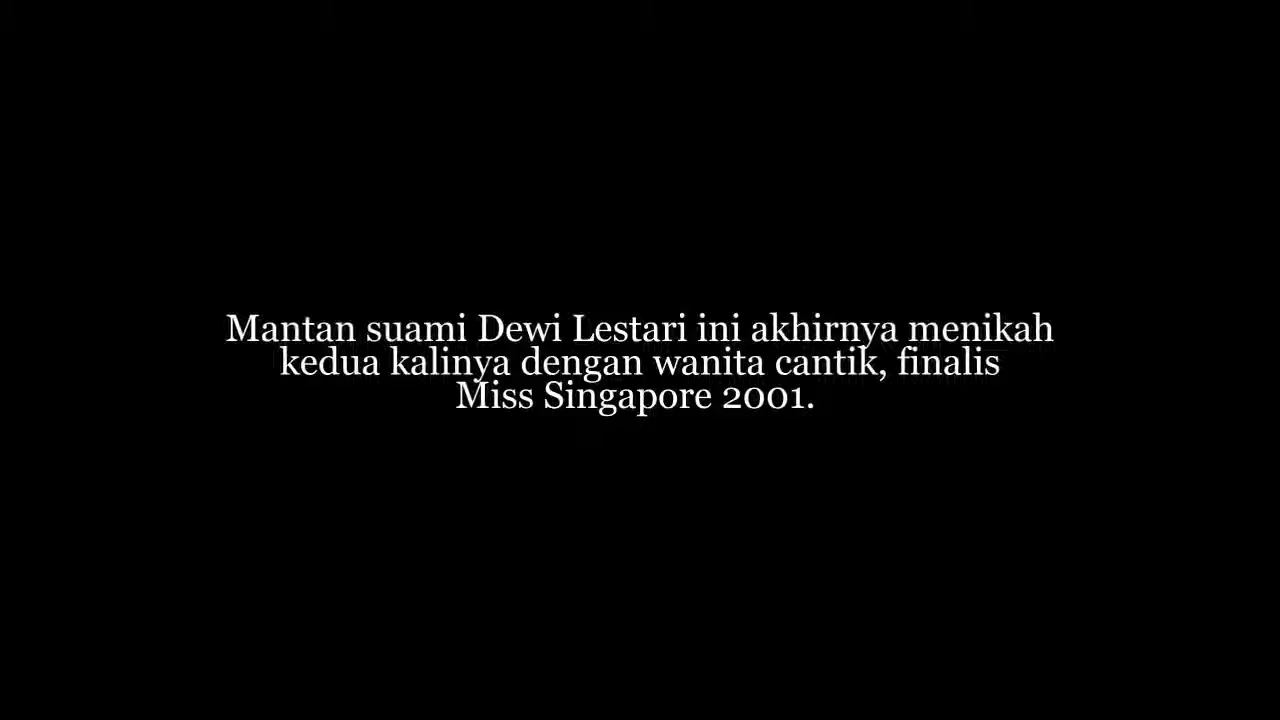 Mantan suami Dewi Lestari ini akhirnya menikah
kedua kalinya dengan wanita cantik, finalis
Miss Singapore 2001.